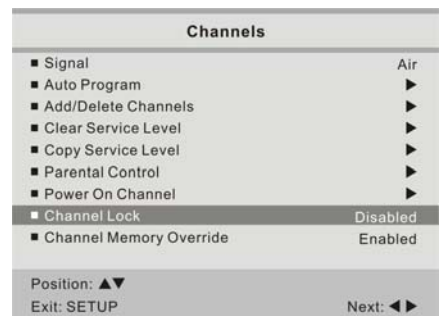 Channels
■ Signal Air
■ Auto Program ▶
■ Add/Delete Channels ▶
■ Clear Service Level ▶
■ Copy Service Level ▶
■ Parental Control ▶
■ Power On Channel ▶
■ Channel Lock Disabled
■ Channel Memory Override Enabled
Position: ▲▼
Exit: SETUP Next: ◀ ▶